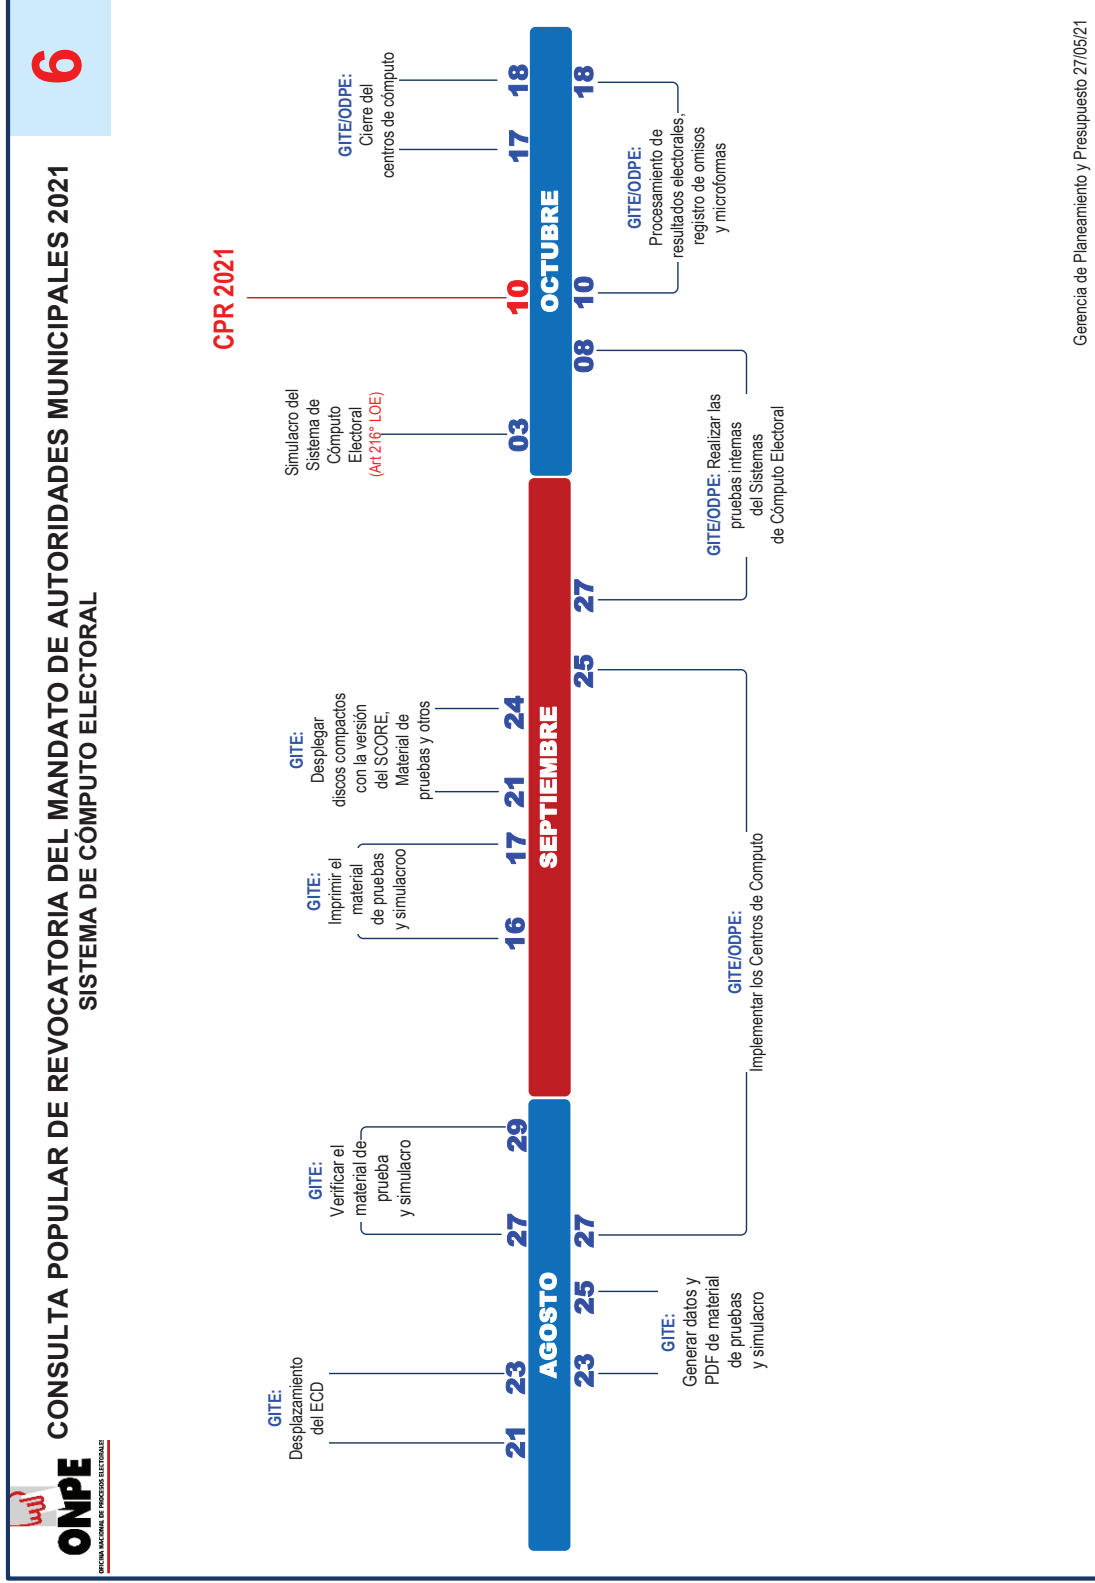 ONPE
OFICINA NACIONAL DE PROCESOS ELECTORALES
CONSULTA POPULAR DE REVOCATORIA DEL MANDATO DE AUTORIDADES MUNICIPALES 2021
SISTEMA DE CÓMPUTO ELECTORAL
6
CPR 2021
GITE:
Desplazamiento
del ECD
GITE:
Verificar el
material de
prueba
y simulacro
GITE:
Imprimir el
material
de pruebas
y simulacroo
GITE:
Desplegar
discos compactos
con la versión
del SCORE,
Material de
pruebas y otros
Simulacro del
Sistema de
Cómputo
Electoral
(Art 216° LOE)
GITE/ODPE:
Cierre del
centros de cómputo
21
23
27
29
16
17
21
24
03
10
17
18
AGOSTO
SEPTIEMBRE
OCTUBRE
23
25
27
25
27
08
10
18
GITE:
Generar datos y
PDF de material
de pruebas
y simulacro
GITE/ODPE:
Implementar los Centros de Computo
GITE/ODPE: Realizar las
pruebas internas
del Sistemas
de Cómputo Electoral
GITE/ODPE:
Procesamiento de
resultados electorales,
registro de omisos
y microformas
Gerencia de Planeamiento y Presupuesto 27/05/21